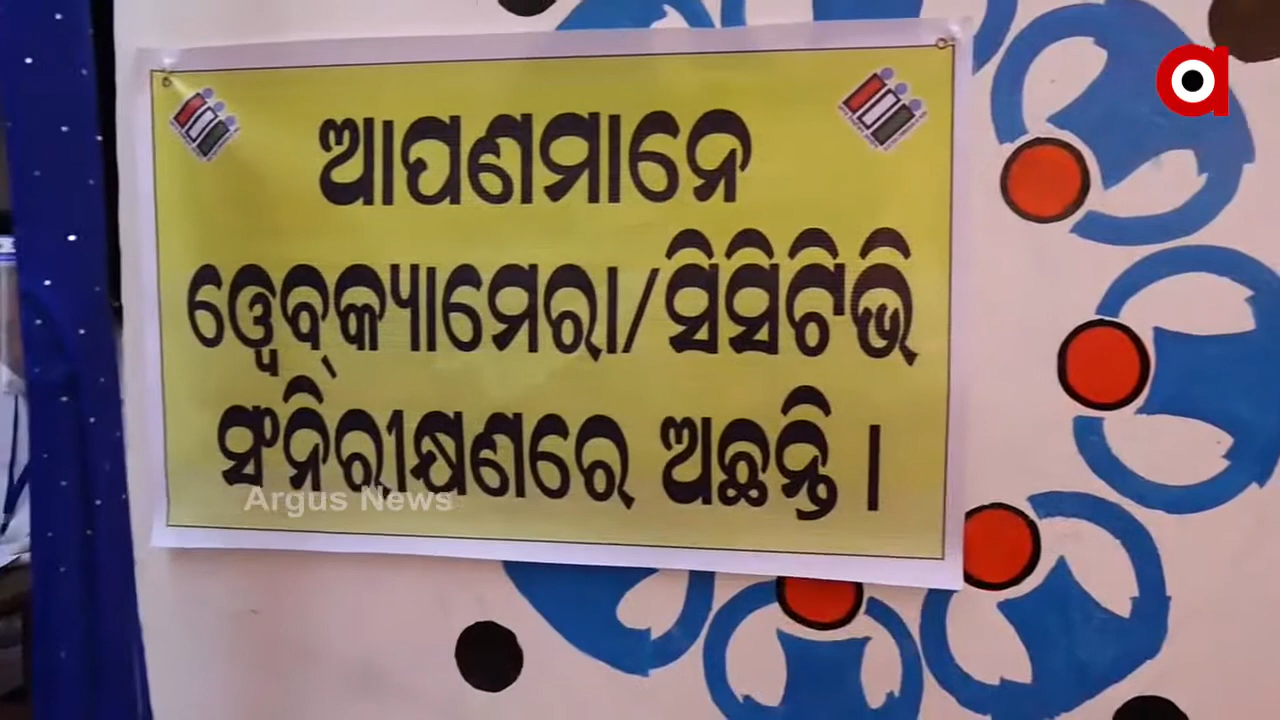 ଆପଣମାନେ
ୱେବ୍‌କ୍ୟାମେରା/ସିସିଟିଭି
ସଂନିରୀକ୍ଷଣରେ ଅଛନ୍ତି ।
Argus News